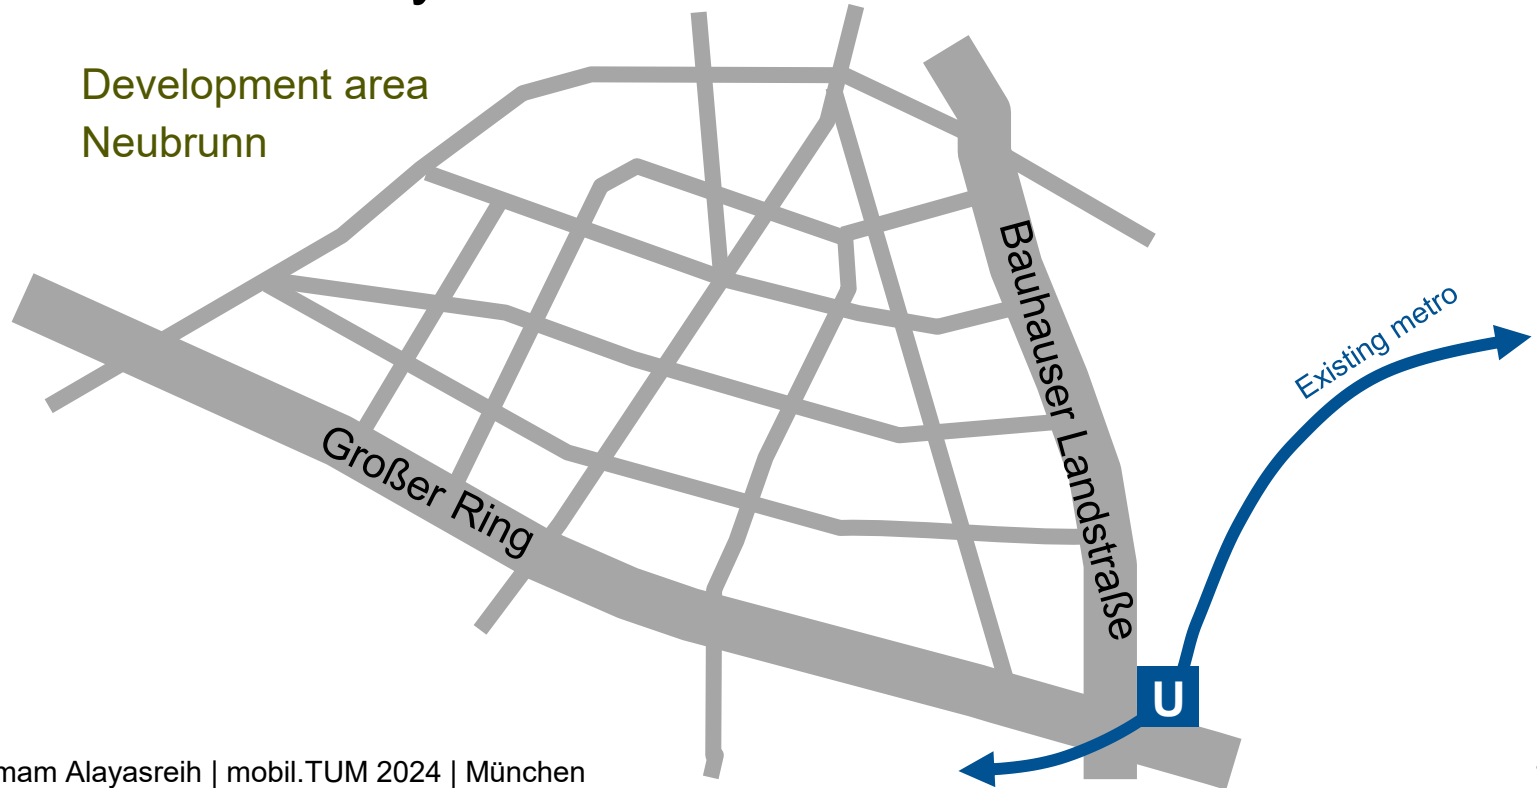 Development area
Neubrunn
Bauhauser Landstraße
Existing metro
Großer Ring
U
mam Alayasreih | mobil.TUM 2024 | München